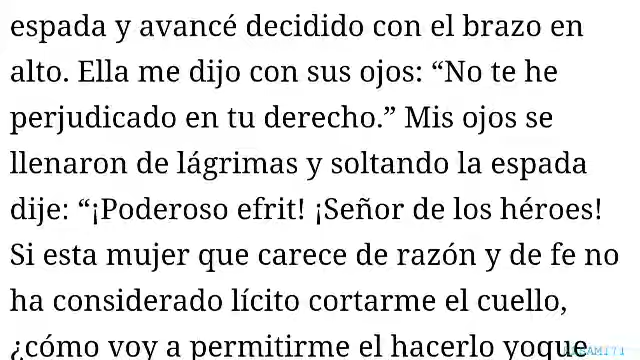 espada y avancé decidido con el brazo en
alto. Ella me dijo con sus ojos: “No te he
perjudicado en tu derecho.” Mis ojos se
llenaron de lágrimas y soltando la espada
dije: “¡Poderoso efrit! ¡Señor de los héroes!
Si esta mujer que carece de razón y de fe no
ha considerado lícito cortarme el cuello,
¿cómo voy a permitirme el hacerlo yoque